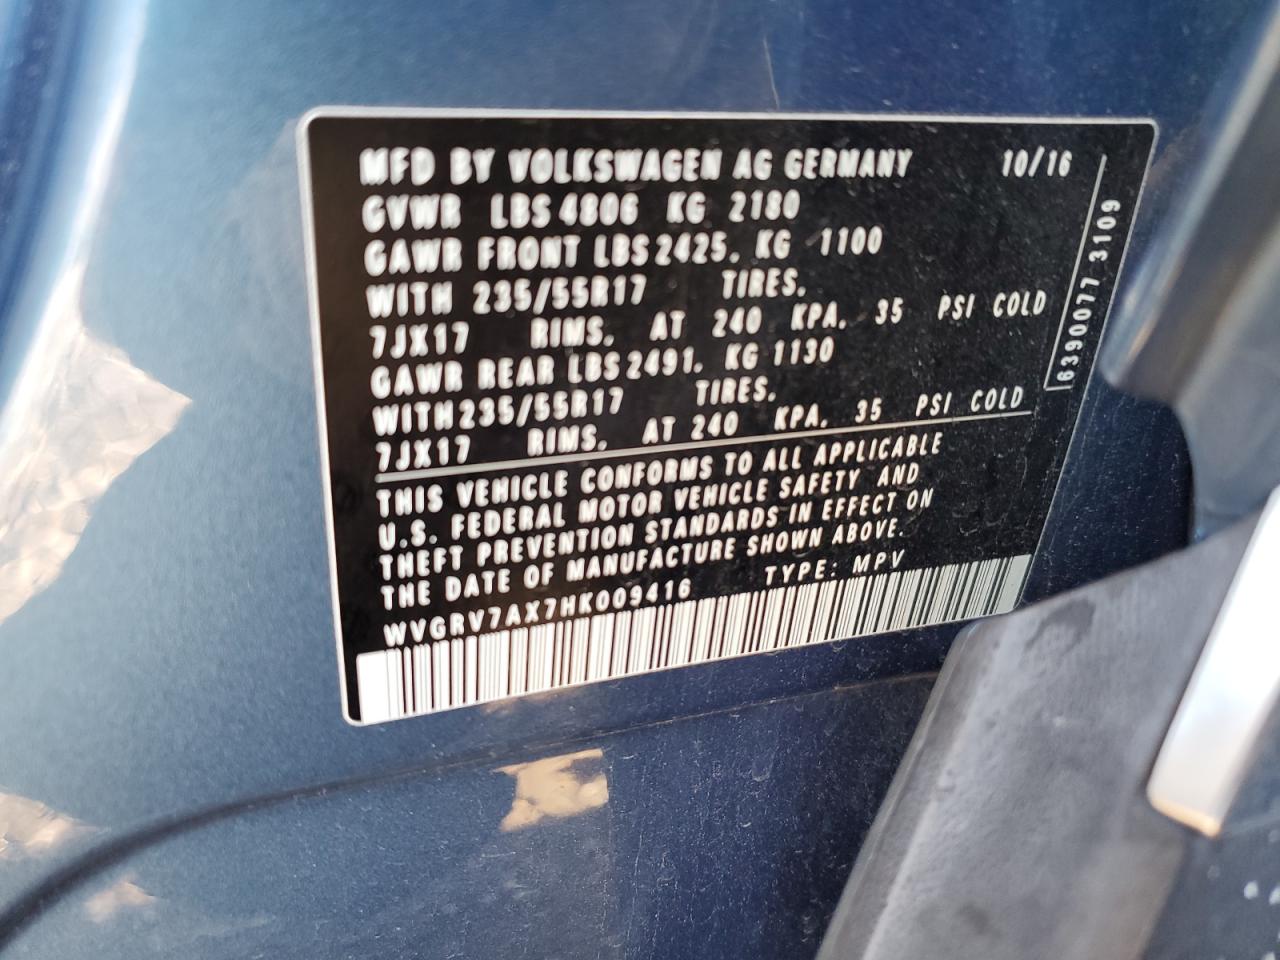 MFD BY VOLKSWAGEN AG GERMANY 10/16
GVWR LBS 4806 KG 2180
GAWR FRONT LBS 2425. KG 1100
WITH 235/55R17 TIRES.
7JX17 RIMS. AT 240 KPA. 35 PSI COLD
GAWR REAR LBS 2491. KG 1130
WITH 235/55R17 TIRES.
7JX17 RIMS. AT 240 KPA. 35 PSI COLD
THIS VEHICLE CONFORMS TO ALL APPLICABLE
U.S. FEDERAL MOTOR VEHICLE SAFETY AND
THEFT PREVENTION STANDARDS IN EFFECT ON
THE DATE OF MANUFACTURE SHOWN ABOVE.
WVGRV7AX7HK009416 TYPE: MPV
6390077 3109